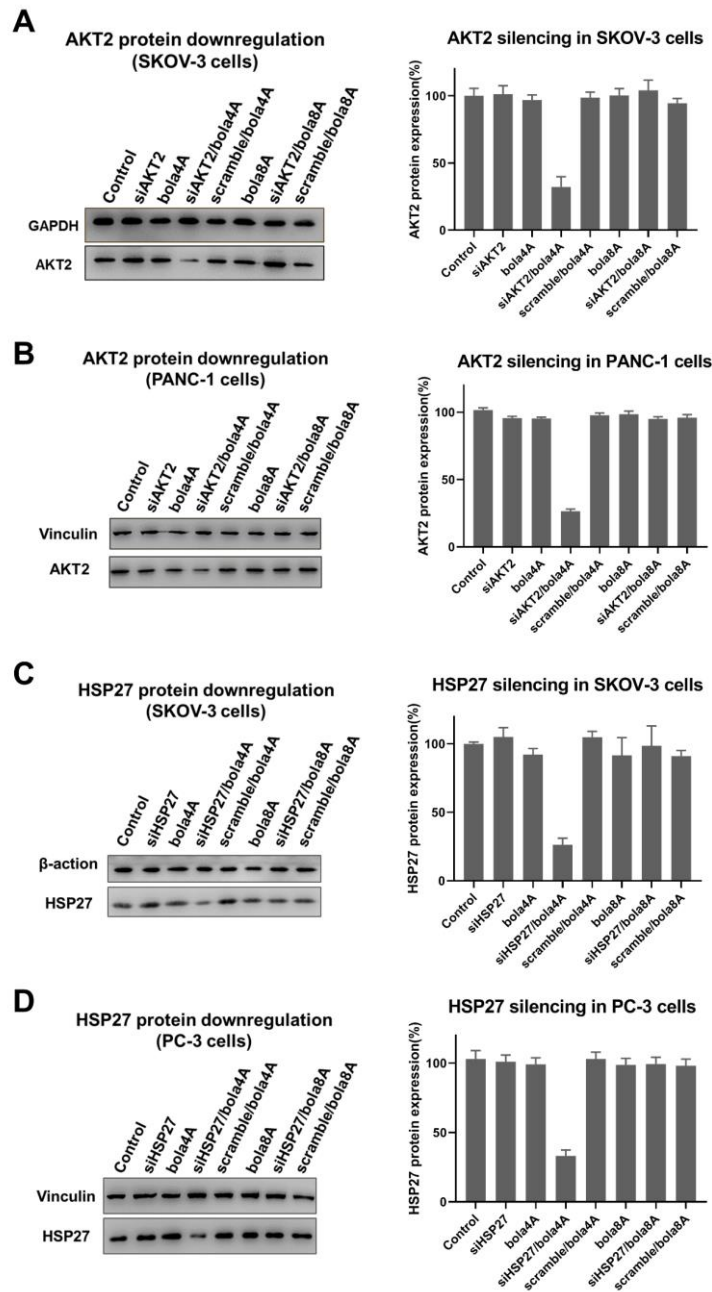 A
AKT2 protein downregulation
(SKOV-3 cells)
Control
siAKT2
bola4A
siAKT2/bola4A
scramble/bola4A
bola8A
siAKT2/bola8A
scramble/bola8A
GAPDH
AKT2
AKT2 silencing in SKOV-3 cells
AKT2 protein expression(%)
100
50
0
Control
siAKT2
bola4A
siAKT2/bola4A
scramble/bola4A
bola8A
siAKT2/bola8A
scramble/bola8A
B
AKT2 protein downregulation
(PANC-1 cells)
Control
siAKT2
bola4A
siAKT2/bola4A
scramble/bola4A
bola8A
siAKT2/bola8A
scramble/bola8A
Vinculin
AKT2
AKT2 silencing in PANC-1 cells
AKT2 protein expression(%)
100
50
0
Control
siAKT2
bola4A
siAKT2/bola4A
scramble/bola4A
bola8A
siAKT2/bola8A
scramble/bola8A
C
HSP27 protein downregulation
(SKOV-3 cells)
Control
siHSP27
bola4A
siHSP27/bola4A
scramble/bola4A
bola8A
siHSP27/bola8A
scramble/bola8A
β-action
HSP27
HSP27 silencing in SKOV-3 cells
HSP27 protein expression(%)
100
50
0
Control
siHSP27
bola4A
siHSP27/bola4A
scramble/bola4A
bola8A
siHSP27/bola8A
scramble/bola8A
D
HSP27 protein downregulation
(PC-3 cells)
Control
siHSP27
bola4A
siHSP27/bola4A
scramble/bola4A
bola8A
siHSP27/bola8A
scramble/bola8A
Vinculin
HSP27
HSP27 silencing in PC-3 cells
HSP27 protein expression(%)
100
50
0
Control
siHSP27
bola4A
siHSP27/bola4A
scramble/bola4A
bola8A
siHSP27/bola8A
scramble/bola8A